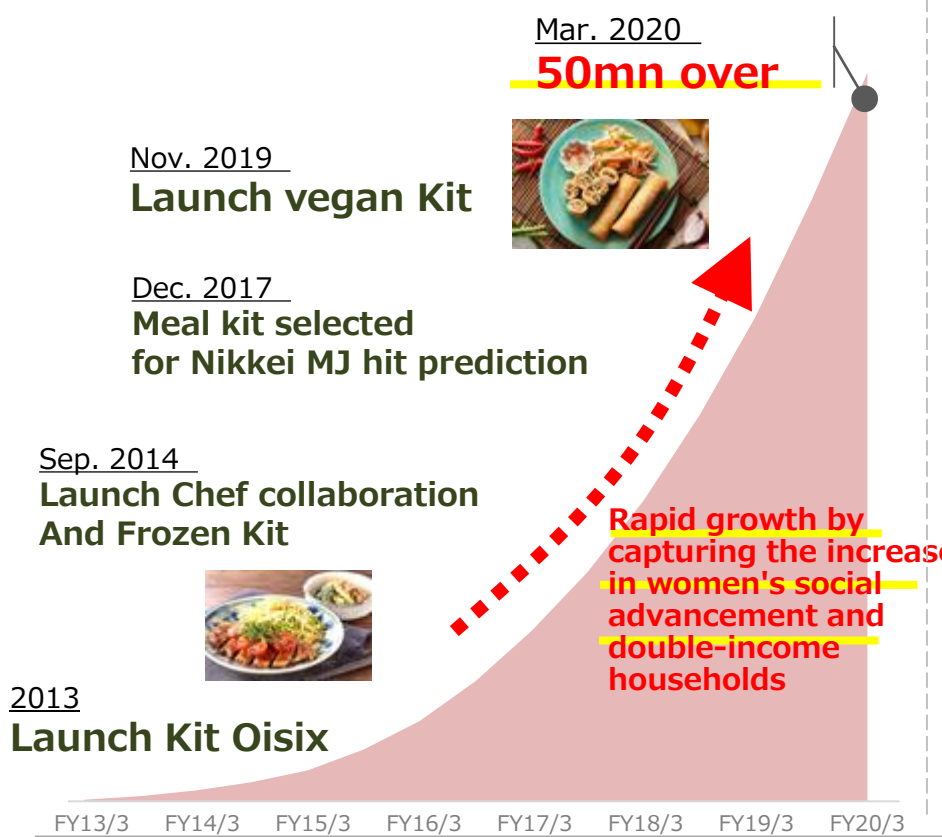 Mar. 2020
50mn over
Nov. 2019
Launch vegan Kit
Dec. 2017
Meal kit selected
for Nikkei MJ hit prediction
Sep. 2014
Launch Chef collaboration
And Frozen Kit
Rapid growth by
capturing the increase
in women's social
advancement and
double-income
households
2013
Launch Kit Oisix
FY13/3 FY14/3 FY15/3 FY16/3 FY17/3 FY18/3 FY19/3 FY20/3